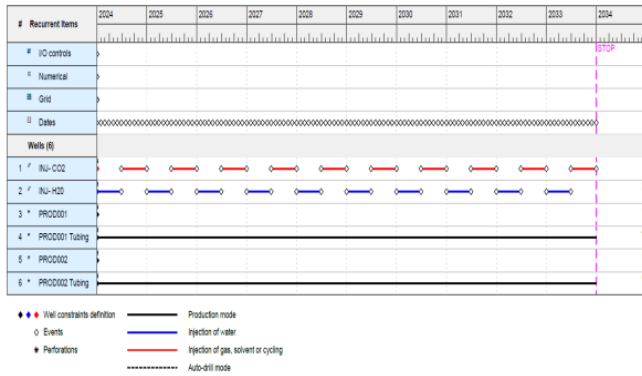 # Recurrent Items 2024 2025 2026 2027 2028 2029 2030 2031 2032 2033 2034
I/O controls STOP
Numerical
Grid
Dates
Wells (6)
1 INJ- CO2
2 INJ- H20
3 PROD001
4 PROD001 Tubing
5 PROD002
6 PROD002 Tubing
Well constraints definition Production mode
Events Injection of water
Perforations Injection of gas, solvent or cycling
Auto-drill mode